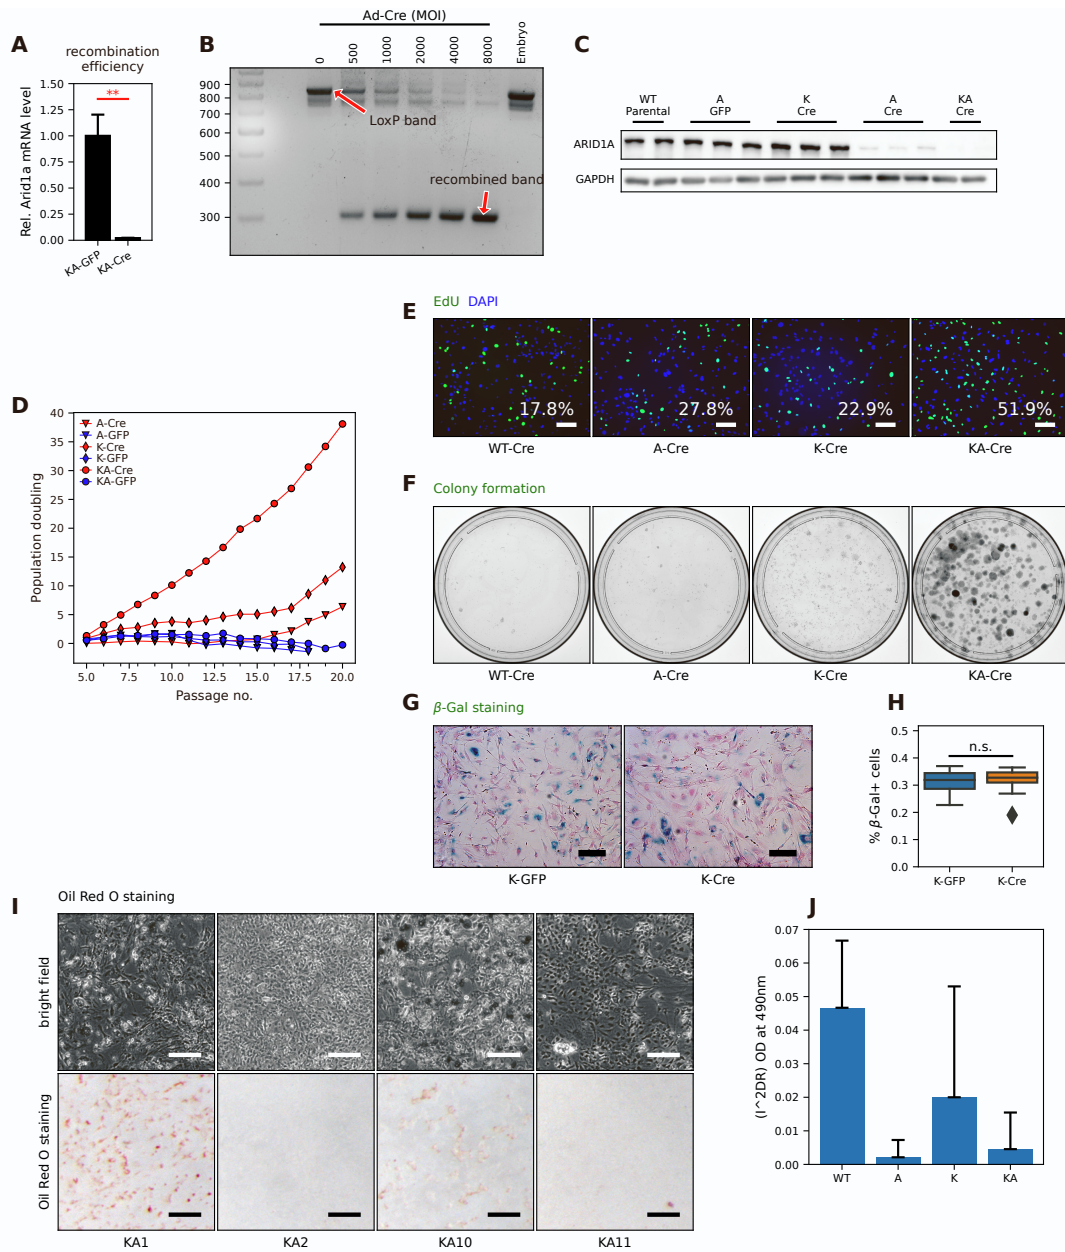 A
recombination
efficiency
Rel. Arid1a mRNA level
1.50
1.25
1.00
0.75
0.50
0.25
0.00
**
KA-GFP
KA-Cre
B
Ad-Cre (MOI)
0
500
1000
2000
4000
8000
Embryo
900
800
700
600
500
400
300
LoxP band
recombined band
C
WT
Parental
A
GFP
K
Cre
A
Cre
KA
Cre
ARID1A
GAPDH
D
Population doubling
40
35
30
25
20
15
10
5
0
A-Cre
A-GFP
K-Cre
K-GFP
KA-Cre
KA-GFP
5.0
7.5
10.0
12.5
15.0
17.5
20.0
Passage no.
E
EdU DAPI
17.8%
27.8%
22.9%
51.9%
WT-Cre
A-Cre
K-Cre
KA-Cre
F
Colony formation
WT-Cre
A-Cre
K-Cre
KA-Cre
G
β-Gal staining
K-GFP
K-Cre
H
% β-Gal+ cells
0.5
0.4
0.3
0.2
0.1
0.0
n.s.
K-GFP
K-Cre
I
Oil Red O staining
bright field
Oil Red O staining
KA1
KA2
KA10
KA11
J
(I^2DR) OD at 490nm
0.07
0.06
0.05
0.04
0.03
0.02
0.01
0.00
WT
A
K
KA